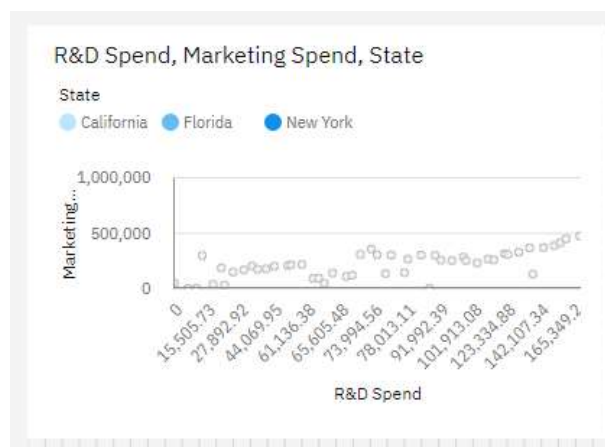 R&D Spend, Marketing Spend, State
State
California Florida New York
1,000,000
500,000
0
Marketing...
0 15,505.73 27,892.92 44,069.95 61,136.38 65,605.48 73,994.56 78,013.11 91,992.39 101,913.08 123,334.88 142,107.34 165,349.2
R&D Spend